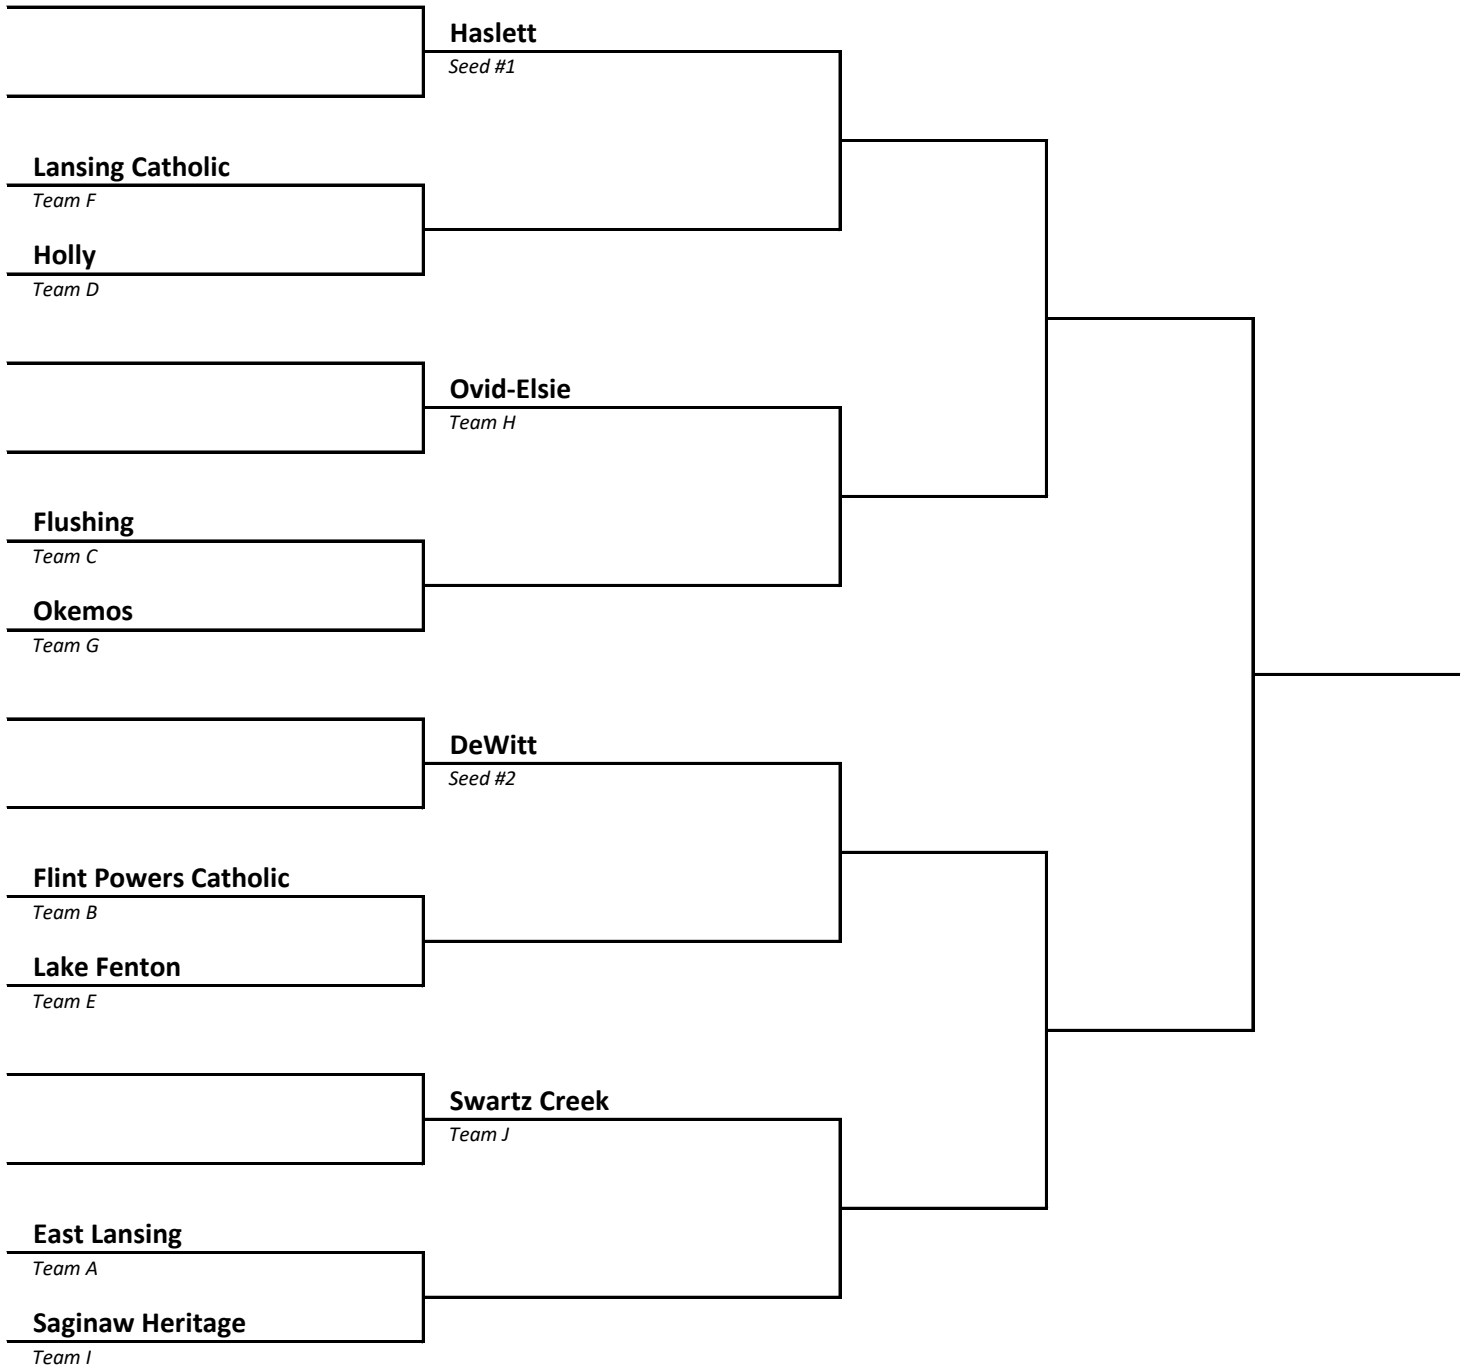 Haslett
Seed #1
Lansing Catholic
Team F
Holly
Team D
Ovid-Elsie
Team H
Flushing
Team C
Okemos
Team G
DeWitt
Seed #2
Flint Powers Catholic
Team B
Lake Fenton
Team E
Swartz Creek
Team J
East Lansing
Team A
Saginaw Heritage
Team I